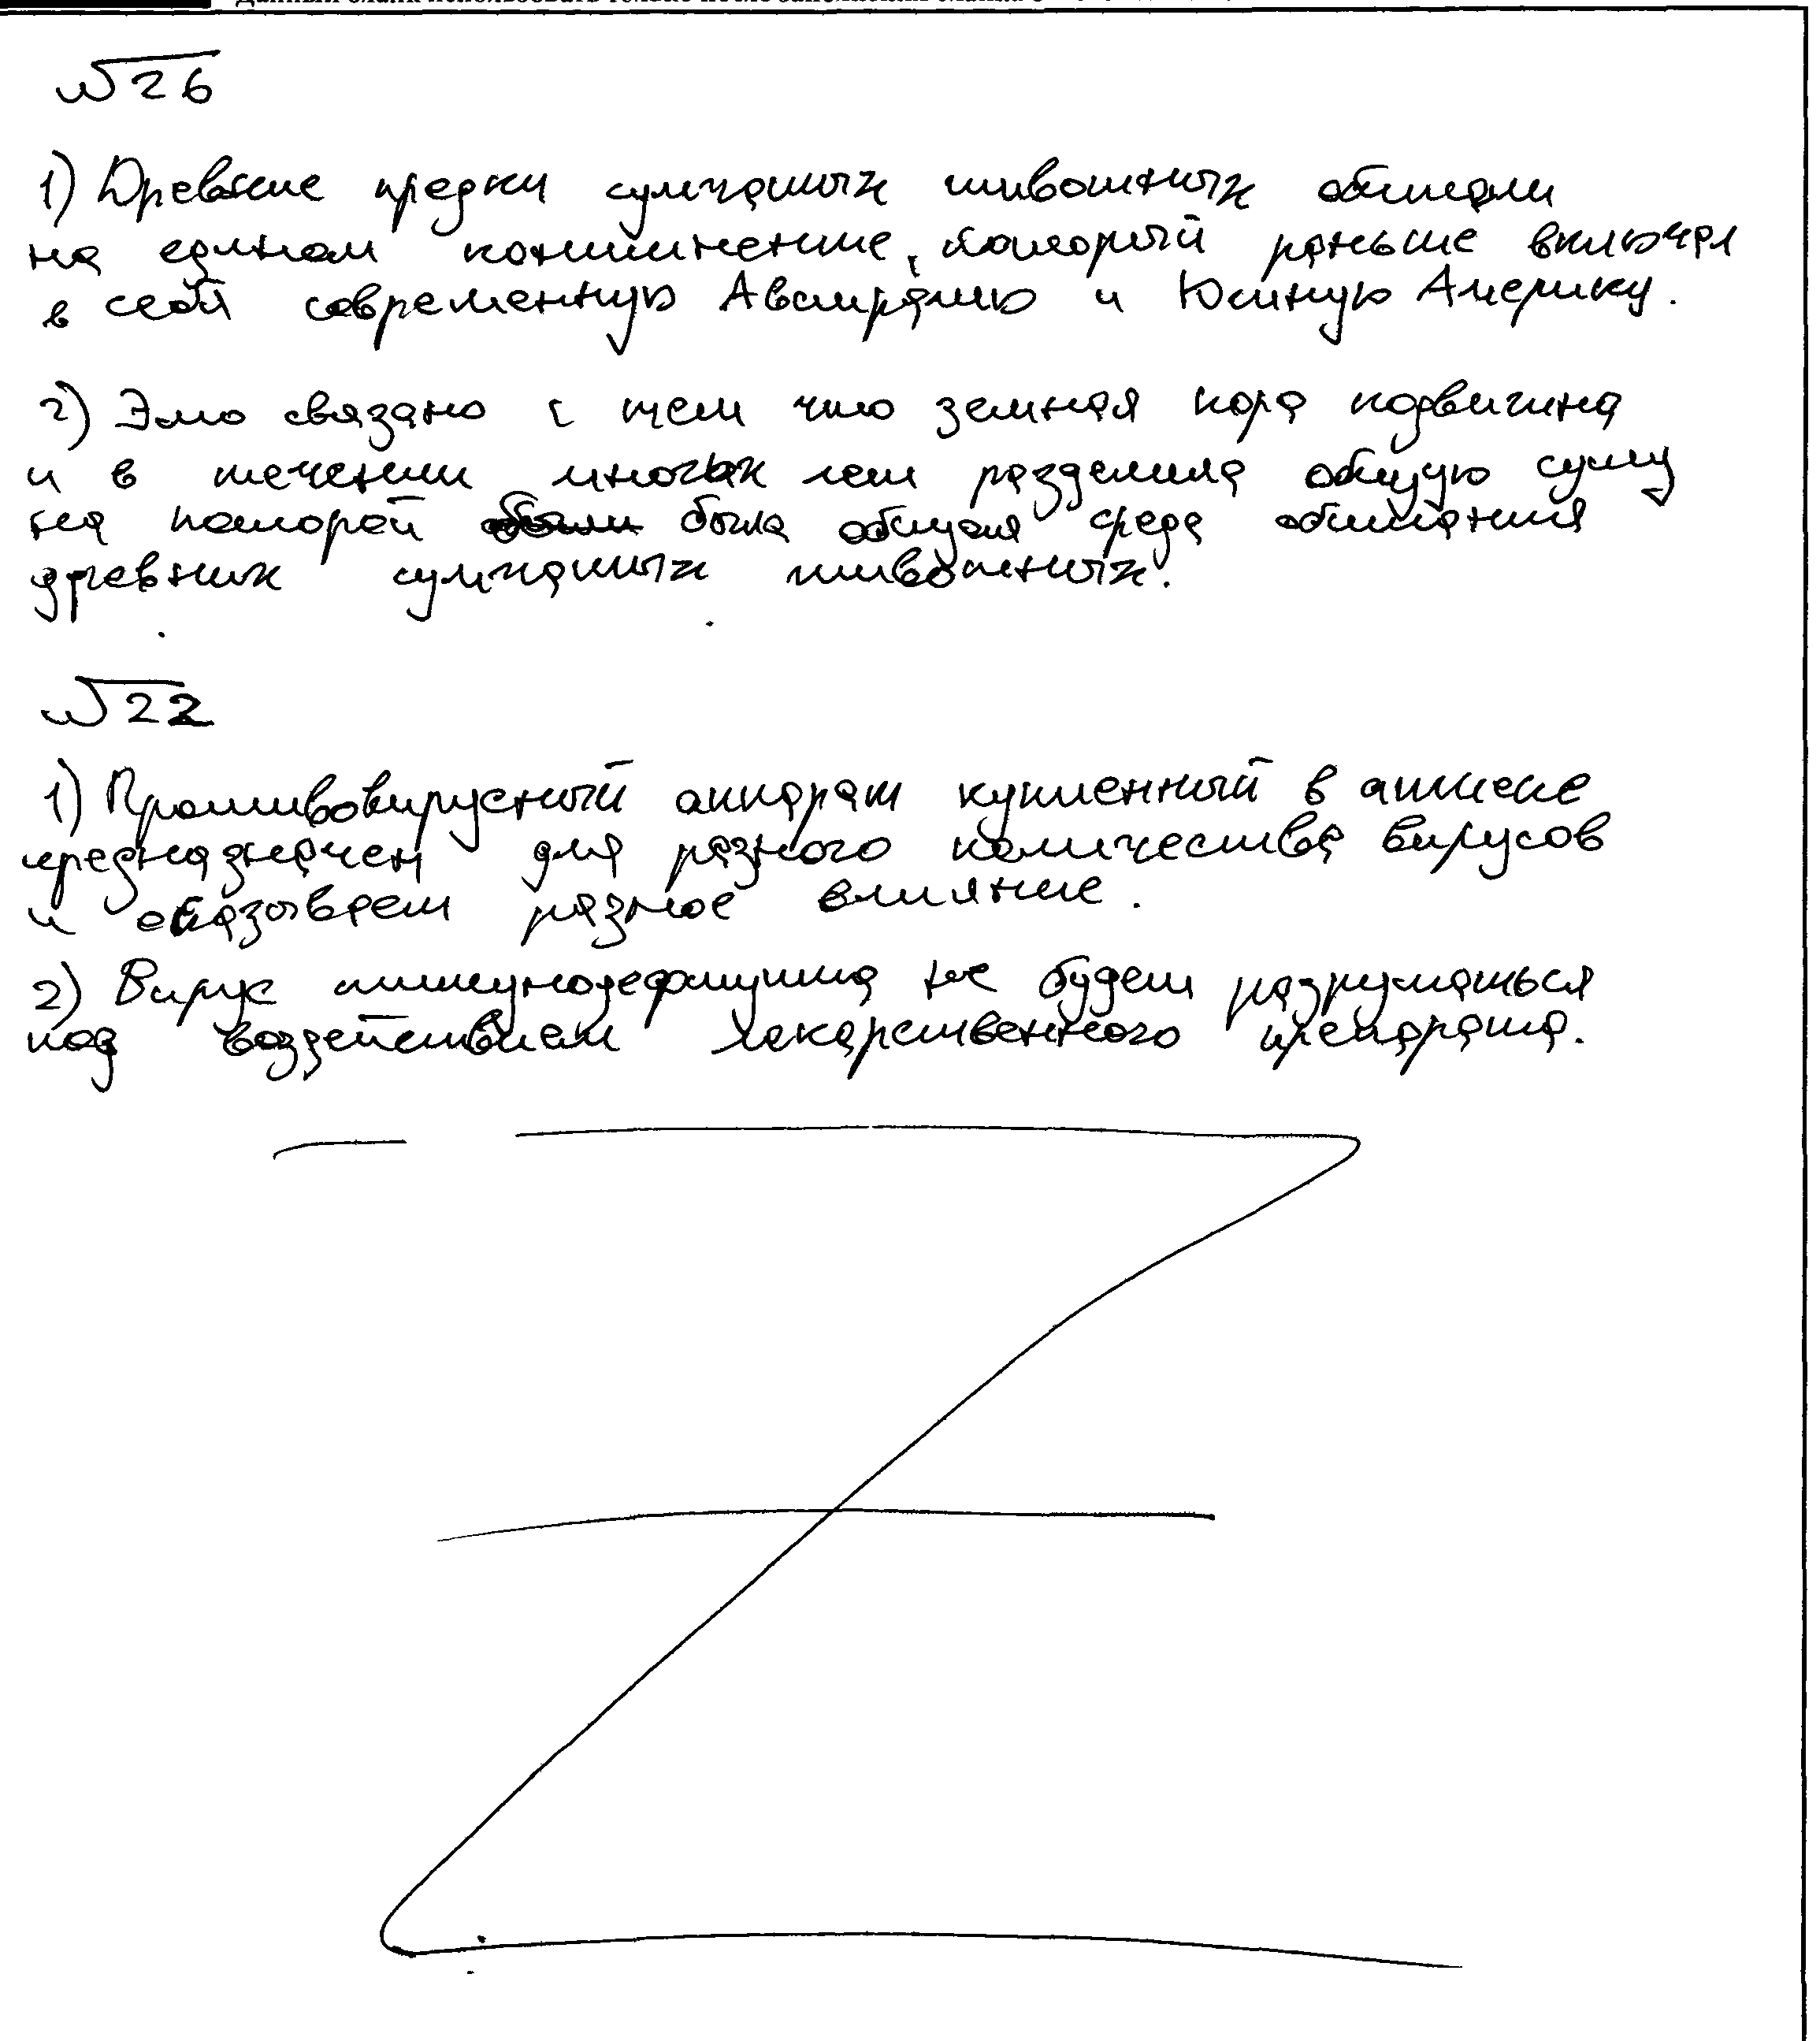 №26
1) Древние предки сумчатых животных обитали
на едином континенте, который раньше включал
в себя современную Австралию и Южную Америку.
2) Это связано с тем что земная кора подвижна
и в течении многих лет разделила общую сушу
на которой была общая среда обитания
древних сумчатых животных.
№22
1) Противовирусный аппарат купленный в аптеке
предназначен для разного количества вирусов
и оказывает разное влияние.
2) Вирус иммунодефицита не будет разрушаться
под воздействием лекарственного препарата.